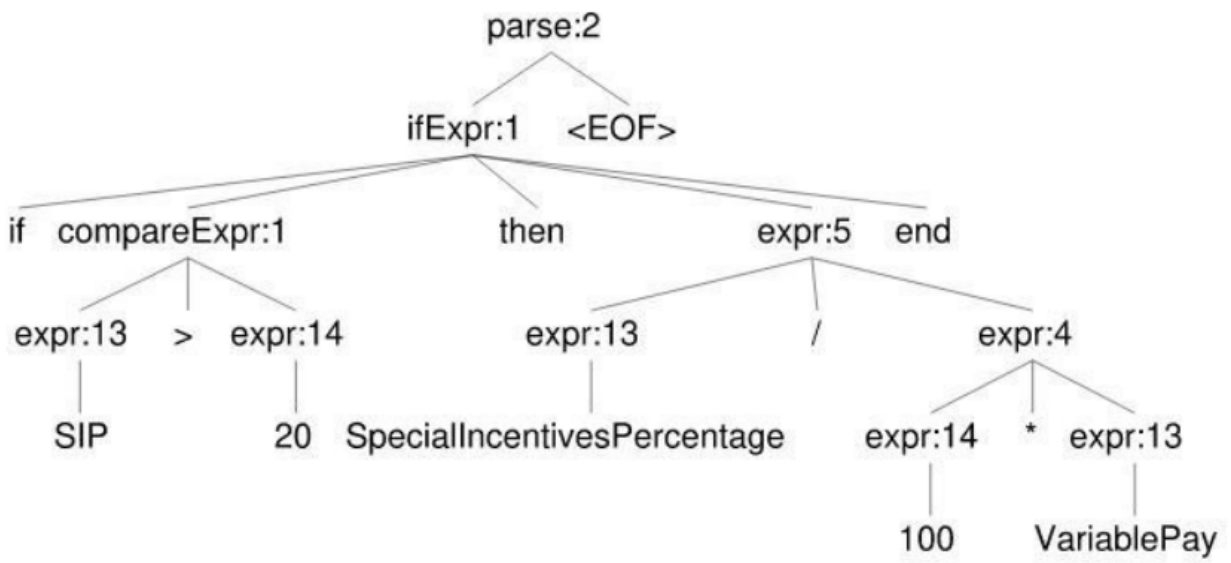 parse:2
ifExpr:1 <EOF>
if compareExpr:1 then expr:5 end
expr:13 > expr:14 expr:13 / expr:4
SIP 20 SpecialIncentivesPercentage expr:14 * expr:13
100 VariablePay